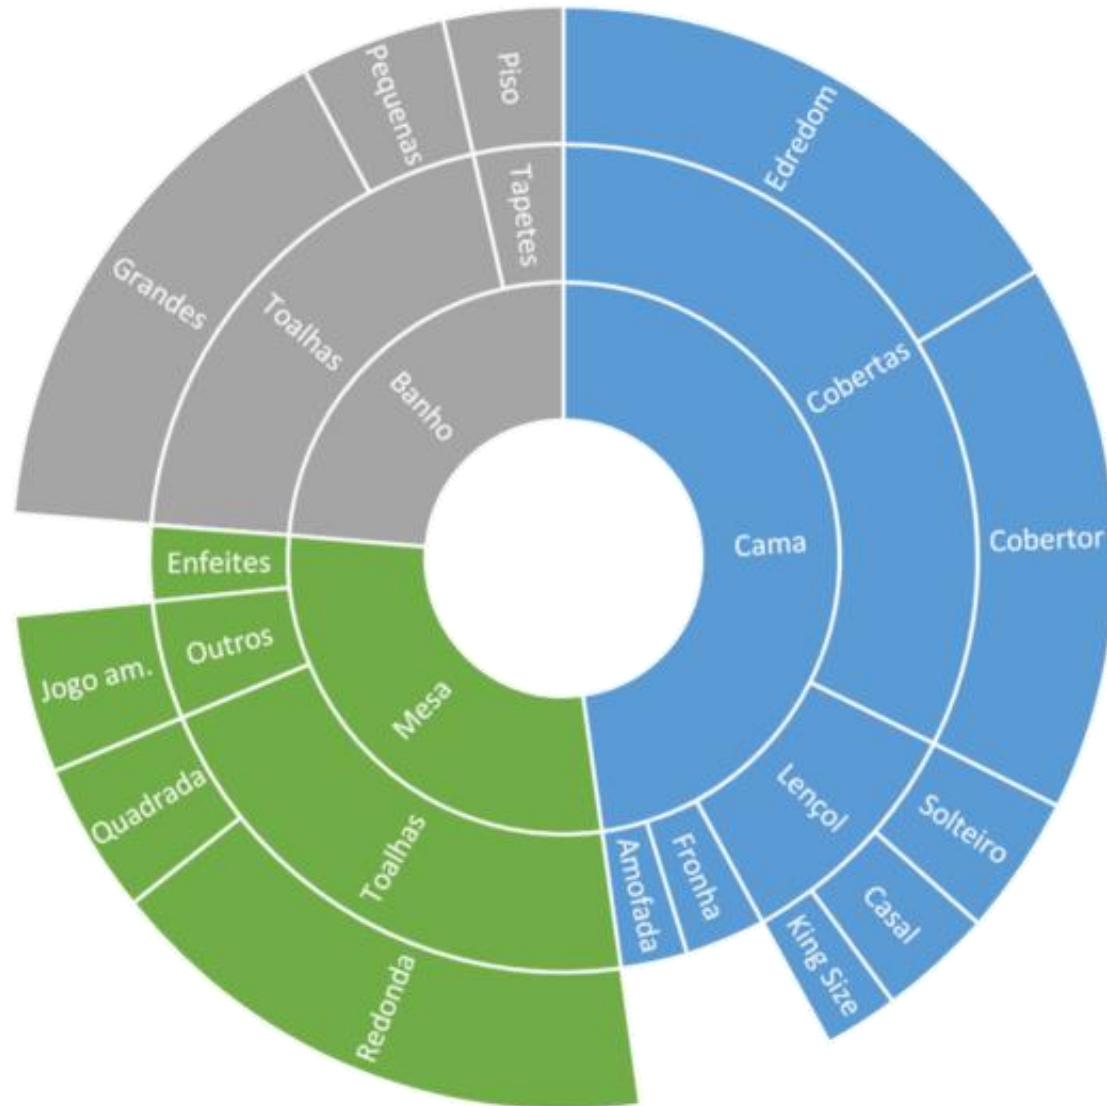 Piso
Pequenas
Edredom
Tapetes
Grandes
Toalhas
Banho
Cobertas
Cama
Cobertor
Enfeites
Outros
Jogo am.
Mesa
Lençol
Solteiro
Quadrada
Toalhas
Amofada
Fronha
Casal
King Size
Redonda